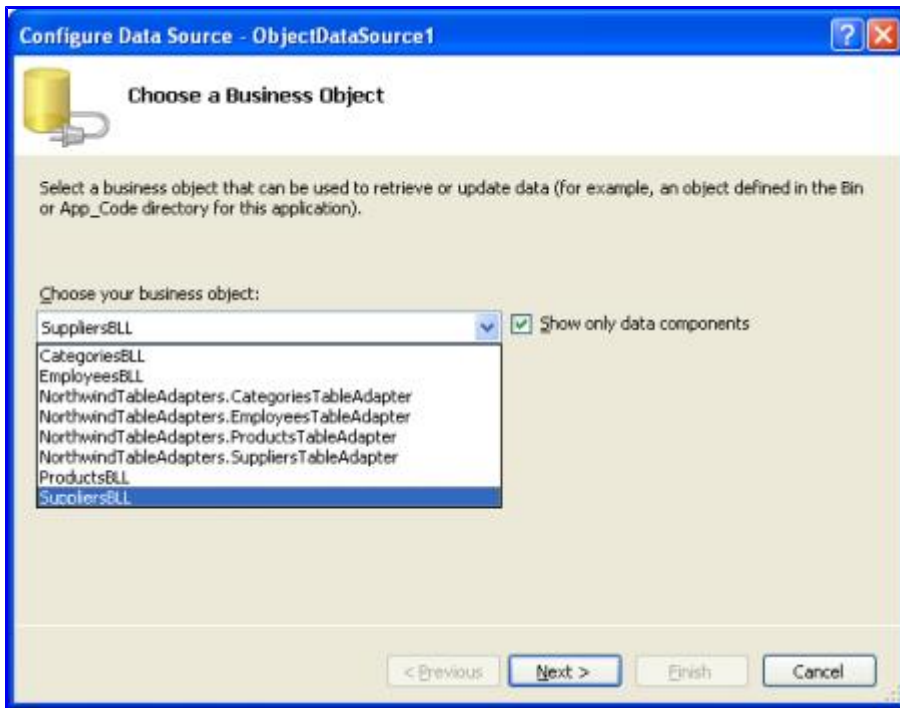 Configure Data Source - ObjectDataSource1
Choose a Business Object
Select a business object that can be used to retrieve or update data (for example, an object defined in the Bin
or App_Code directory for this application).
Choose your business object:
SuppliersBLL
Show only data components
CategoriesBLL
EmployeesBLL
NorthwindTableAdapters.CategoriesTableAdapter
NorthwindTableAdapters.EmployeesTableAdapter
NorthwindTableAdapters.ProductsTableAdapter
NorthwindTableAdapters.SuppliersTableAdapter
ProductsBLL
SuppliersBLL
< Previous
Next >
Finish
Cancel